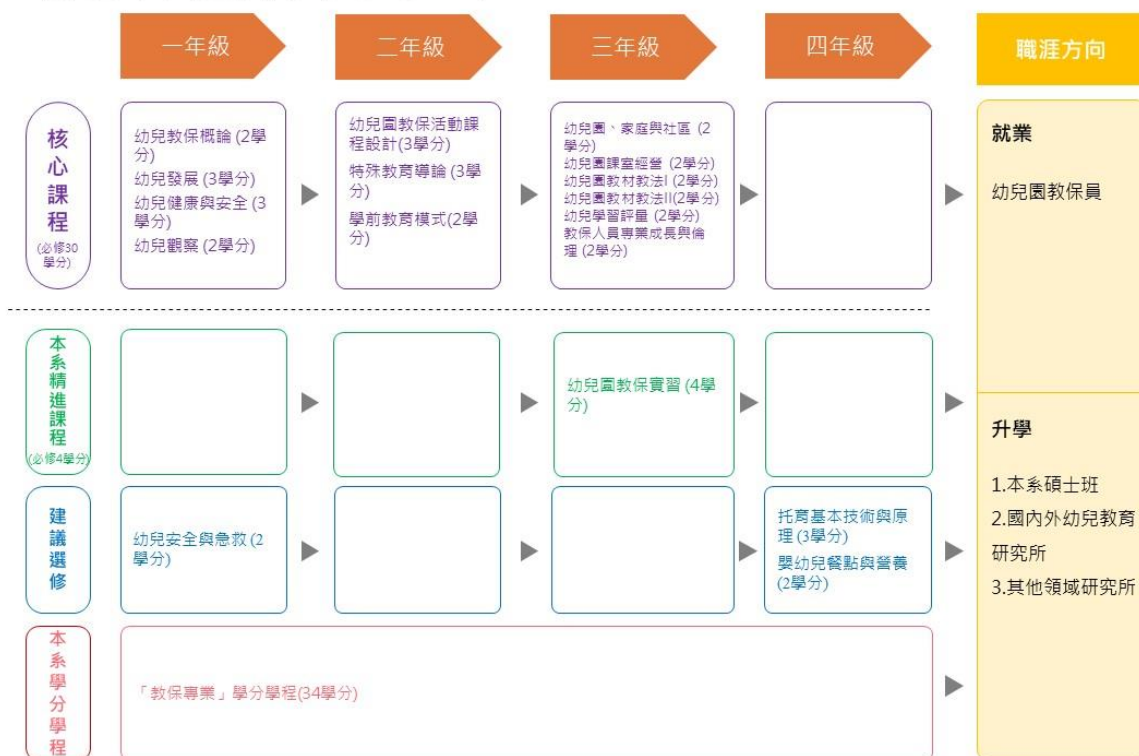 一年級
二年級
三年級
四年級
職涯方向
核
心
課
程
(必修30
學分)
幼兒教保概論 (2學
分)
幼兒發展 (3學分)
幼兒健康與安全 (3
學分)
幼兒觀察 (2學分)
幼兒園教保活動課
程設計(3學分)
特殊教育導論 (3學
分)
學前教育模式(2學
分)
幼兒園、家庭與社區 (2
學分)
幼兒園課室經營 (2學分)
幼兒園教材教法I (2學分)
幼兒園教材教法II(2學分)
幼兒學習評量 (2學分)
教保人員專業成長與倫
理 (2學分)
就業
幼兒園教保員
本
系
精
進
課
程
(必修4學分)
幼兒園教保實習 (4學
分)
建
議
選
修
幼兒安全與急救 (2
學分)
托育基本技術與原
理 (3學分)
嬰幼兒餐點與營養
(2學分)
升學
1.本系碩士班
2.國內外幼兒教育
研究所
3.其他領域研究所
本
系
學
分
學
程
「教保專業」學分學程(34學分)